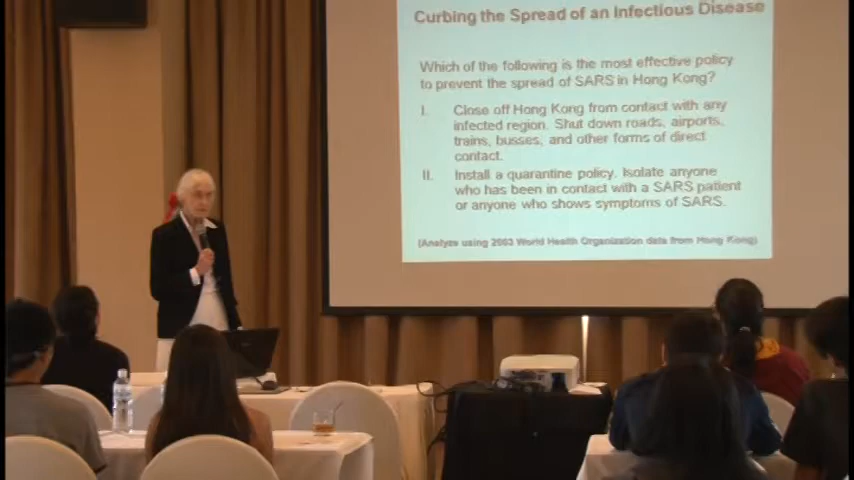 Curbing the Spread of an Infectious Disease
Which of the following is the most effective policy
to prevent the spread of SARS in Hong Kong?
I. Close off Hong Kong from contact with any
infected region. Shut down roads, airports,
trains, busses, and other forms of direct
contact.
II. Install a quarantine policy. Isolate anyone
who has been in contact with a SARS patient
or anyone who shows symptoms of SARS.
(Analyze using 2003 World Health Organization data from Hong Kong)